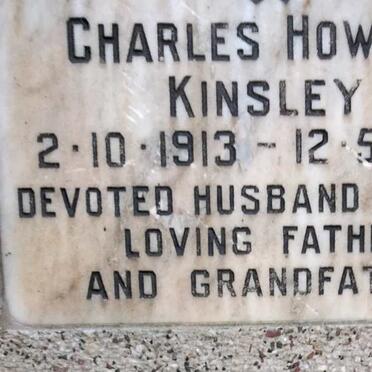 CHARLES HOW
KINSLEY
2·10·1913 - 12·5
DEVOTED HUSBAND
LOVING FATH
AND GRANDFAT